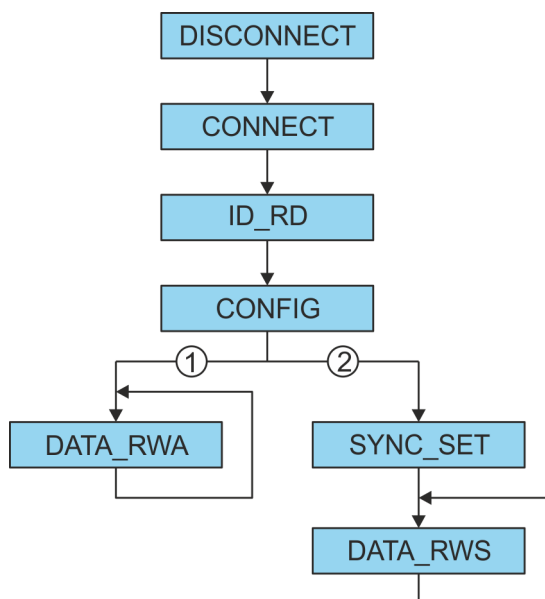 DISCONNECT
CONNECT
ID_RD
CONFIG
1
2
DATA_RWA
SYNC_SET
DATA_RWS